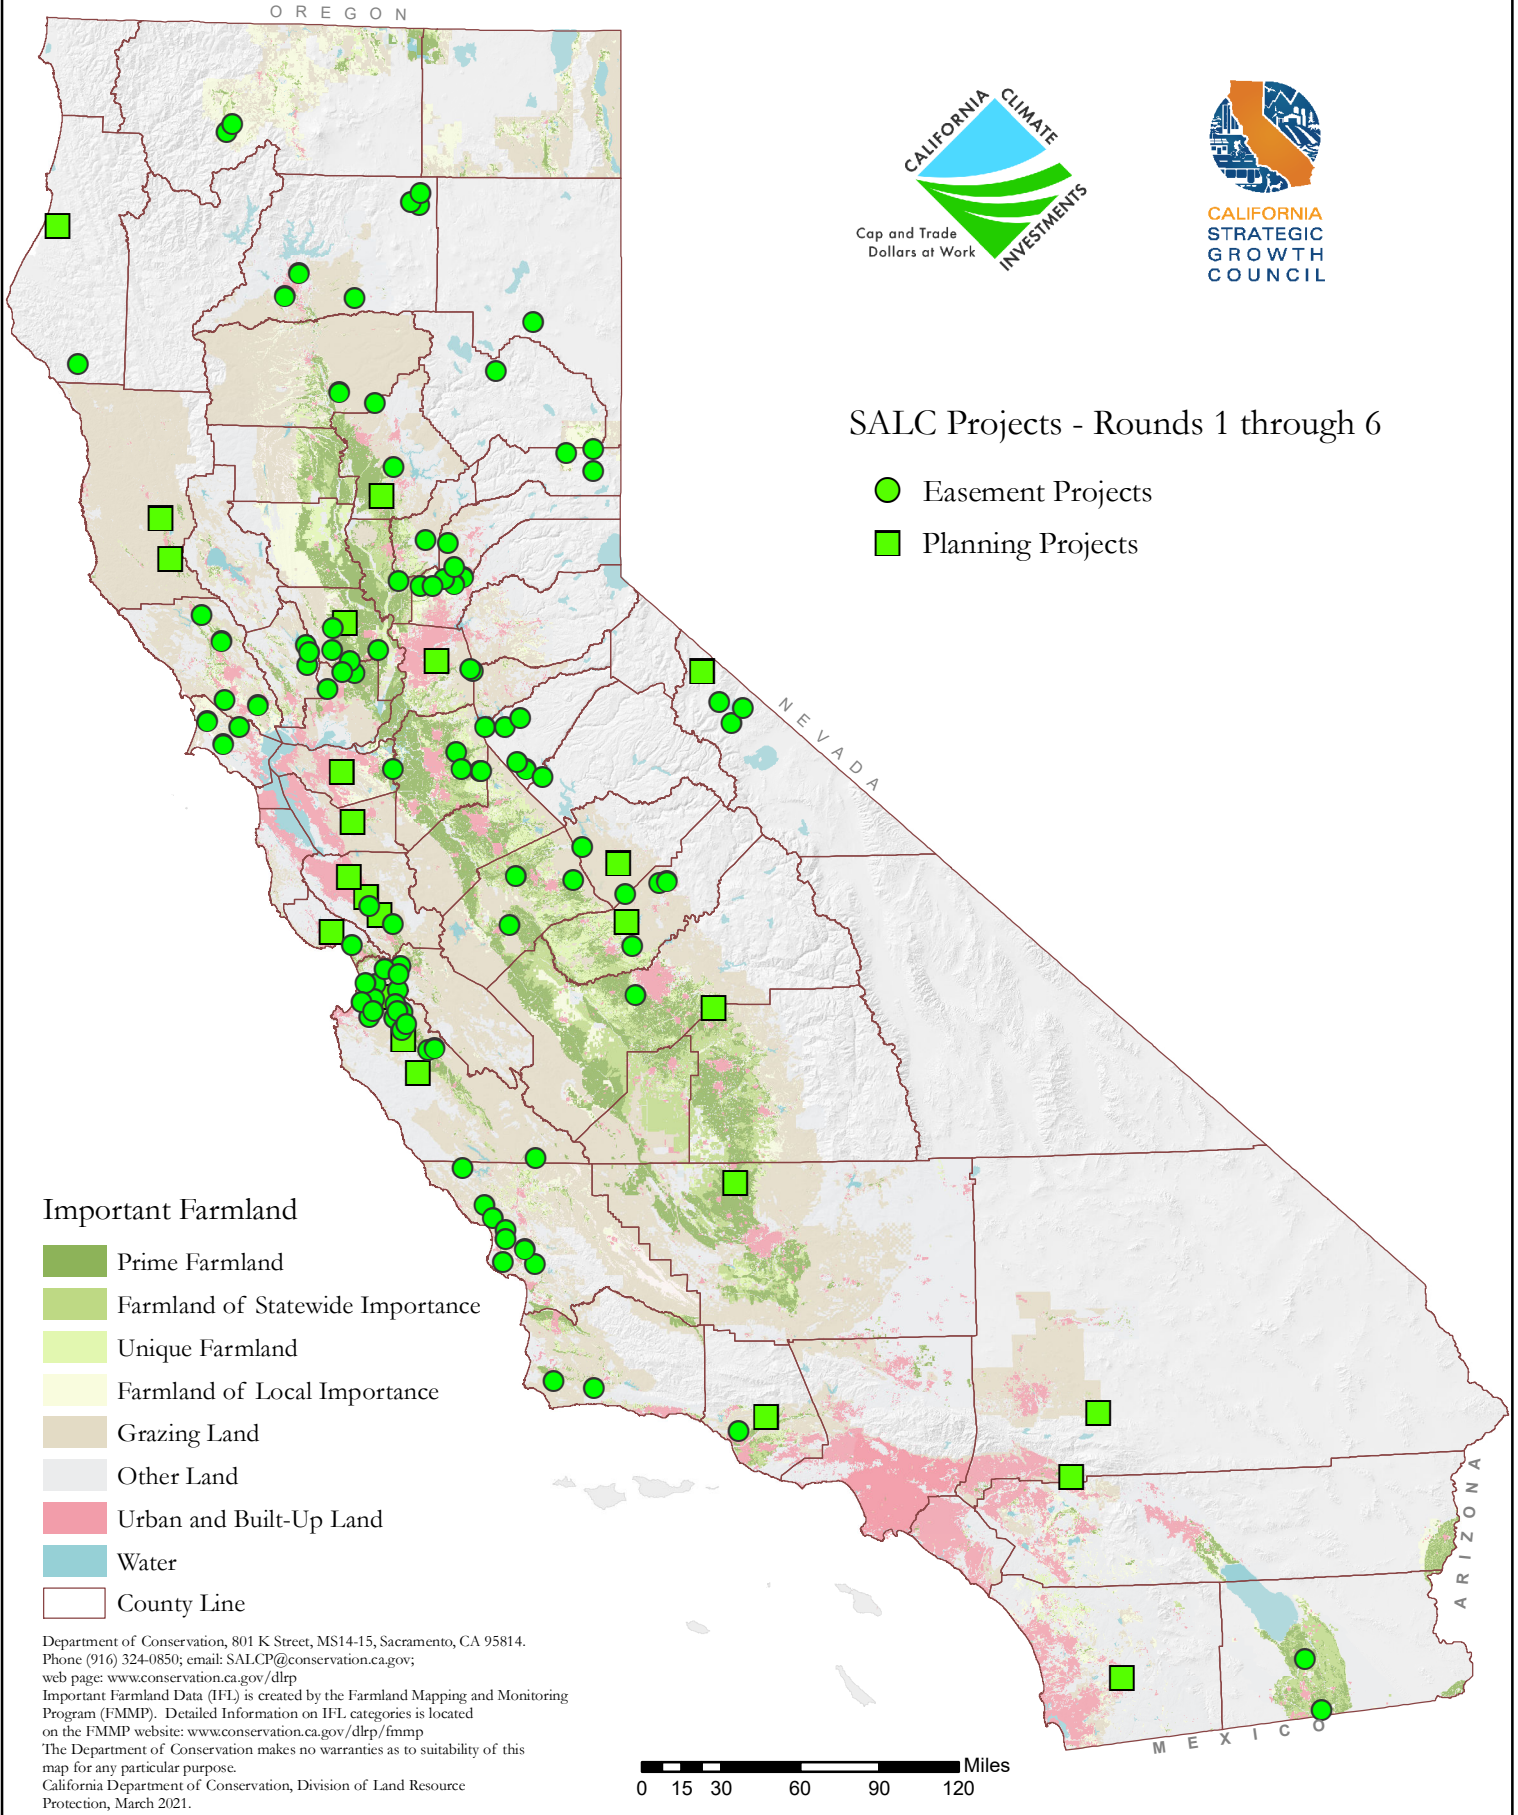 OREGON
CALIFORNIA
CLIMATE
INVESTMENTS
Cap and Trade
Dollars at Work
CALIFORNIA
STRATEGIC
GROWTH
COUNCIL
SALC Projects - Rounds 1 through 6
Easement Projects
Planning Projects
NEVADA
Important Farmland
Prime Farmland
Farmland of Statewide Importance
Unique Farmland
Farmland of Local Importance
Grazing Land
Other Land
Urban and Built-Up Land
Water
County Line
ARIZONA
MEXICO
Department of Conservation, 801 K Street, MS14-15, Sacramento, CA 95814.
Phone (916) 324-0850; email: SALCP@conservation.ca.gov;
web page: www.conservation.ca.gov/dlrp
Important Farmland Data (IFL) is created by the Farmland Mapping and Monitoring
Program (FMMP). Detailed Information on IFL categories is located
on the FMMP website: www.conservation.ca.gov/dlrp/fmmp
The Department of Conservation makes no warranties as to suitability of this
map for any particular purpose.
California Department of Conservation, Division of Land Resource
Protection, March 2021.
Miles
0 15 30 60 90 120